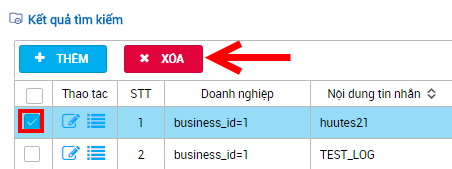 Kết quả tìm kiếm
THÊM XÓA
Thao tác STT Doanh nghiệp Nội dung tin nhắn
1 business_id=1 huutes21
2 business_id=1 TEST_LOG